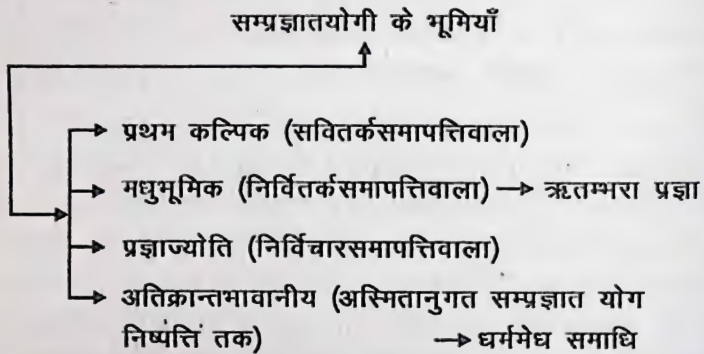 सम्प्रज्ञातयोगी के भूमियाँ
प्रथम कल्पिक (सवितर्कसमापत्तिवाला)
मधुभूमिक (निर्वितर्कसमापत्तिवाला) → ऋतम्भरा प्रज्ञा
प्रज्ञाज्योति (निर्विचारसमापत्तिवाला)
अतिक्रान्तभावानीय (अस्मितानुगत सम्प्रज्ञात योग
निष्पत्तिं तक) → धर्ममेध समाधि